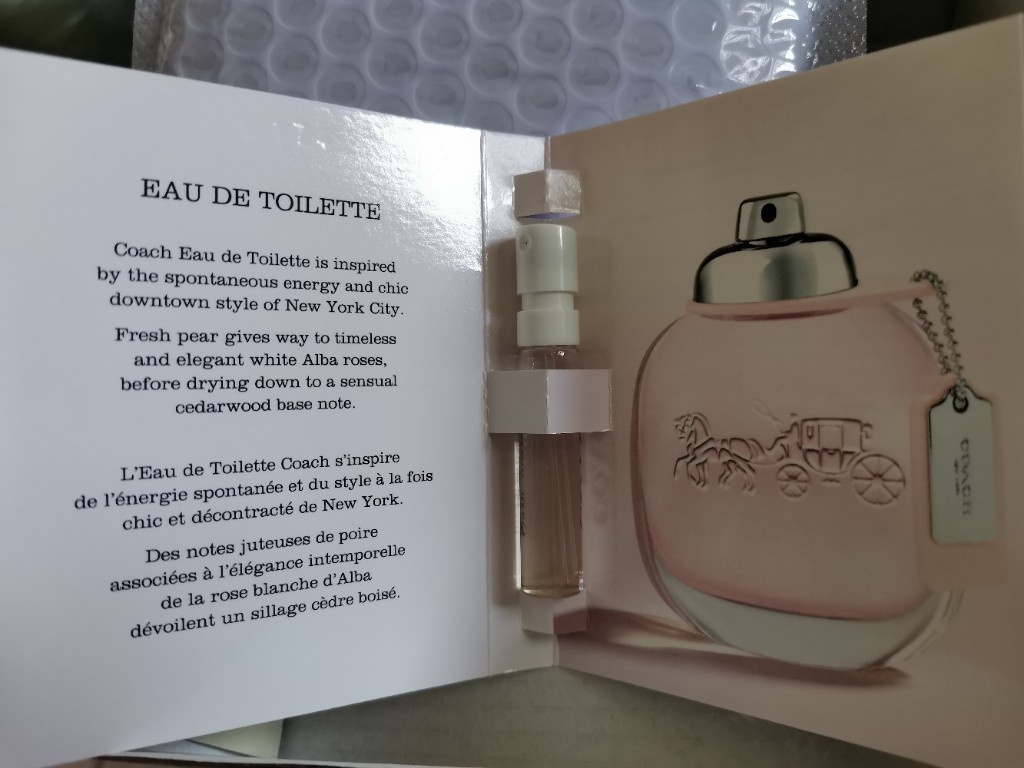 EAU DE TOILETTE
Coach Eau de Toilette is inspired
by the spontaneous energy and chic
downtown style of New York City.
Fresh pear gives way to timeless
and elegant white Alba roses,
before drying down to a sensual
cedarwood base note.
L'Eau de Toilette Coach s'inspire
de l'énergie spontanée et du style à la fois
chic et décontracté de New York.
Des notes juteuses de poire
associées à l'élégance intemporelle
de la rose blanche d'Alba
dévoilent un sillage cèdre boisé.
COACH